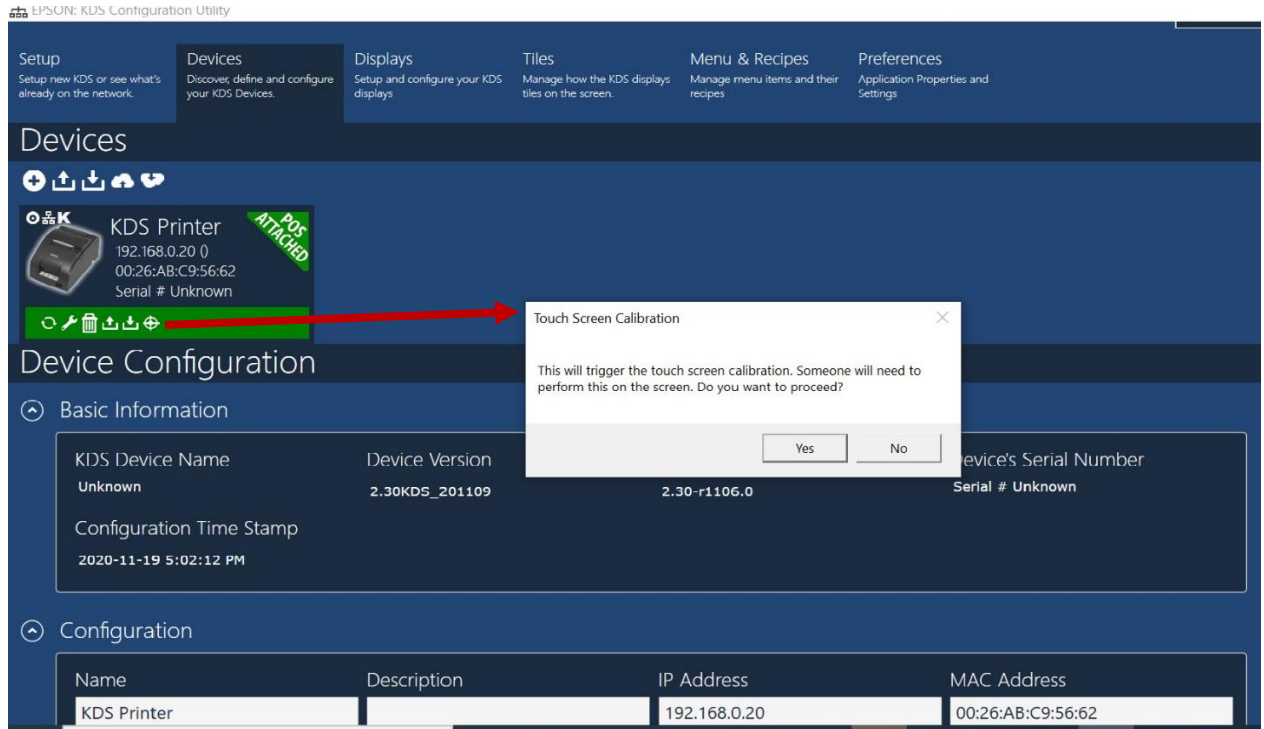 EPSON: KDS Configuration Utility
Setup
Setup new KDS or see what's
already on the network.
Devices
Discover, define and configure
your KDS Devices.
Displays
Setup and configure your KDS
displays
Tiles
Manage how the KDS displays
tiles on the screen.
Menu & Recipes
Manage menu items and their
recipes
Preferences
Application Properties and
Settings
Devices
K
KDS Printer
192.168.0.20 ()
00:26:AB:C9:56:62
Serial # Unknown
POS
ATTACHED
Touch Screen Calibration
This will trigger the touch screen calibration. Someone will need to
perform this on the screen. Do you want to proceed?
Yes
No
Device Configuration
Basic Information
KDS Device Name
Unknown
Device Version
2.30KDS_201109
2.30-r1106.0
Device's Serial Number
Serial # Unknown
Configuration Time Stamp
2020-11-19 5:02:12 PM
Configuration
Name
KDS Printer
Description
IP Address
192.168.0.20
MAC Address
00:26:AB:C9:56:62